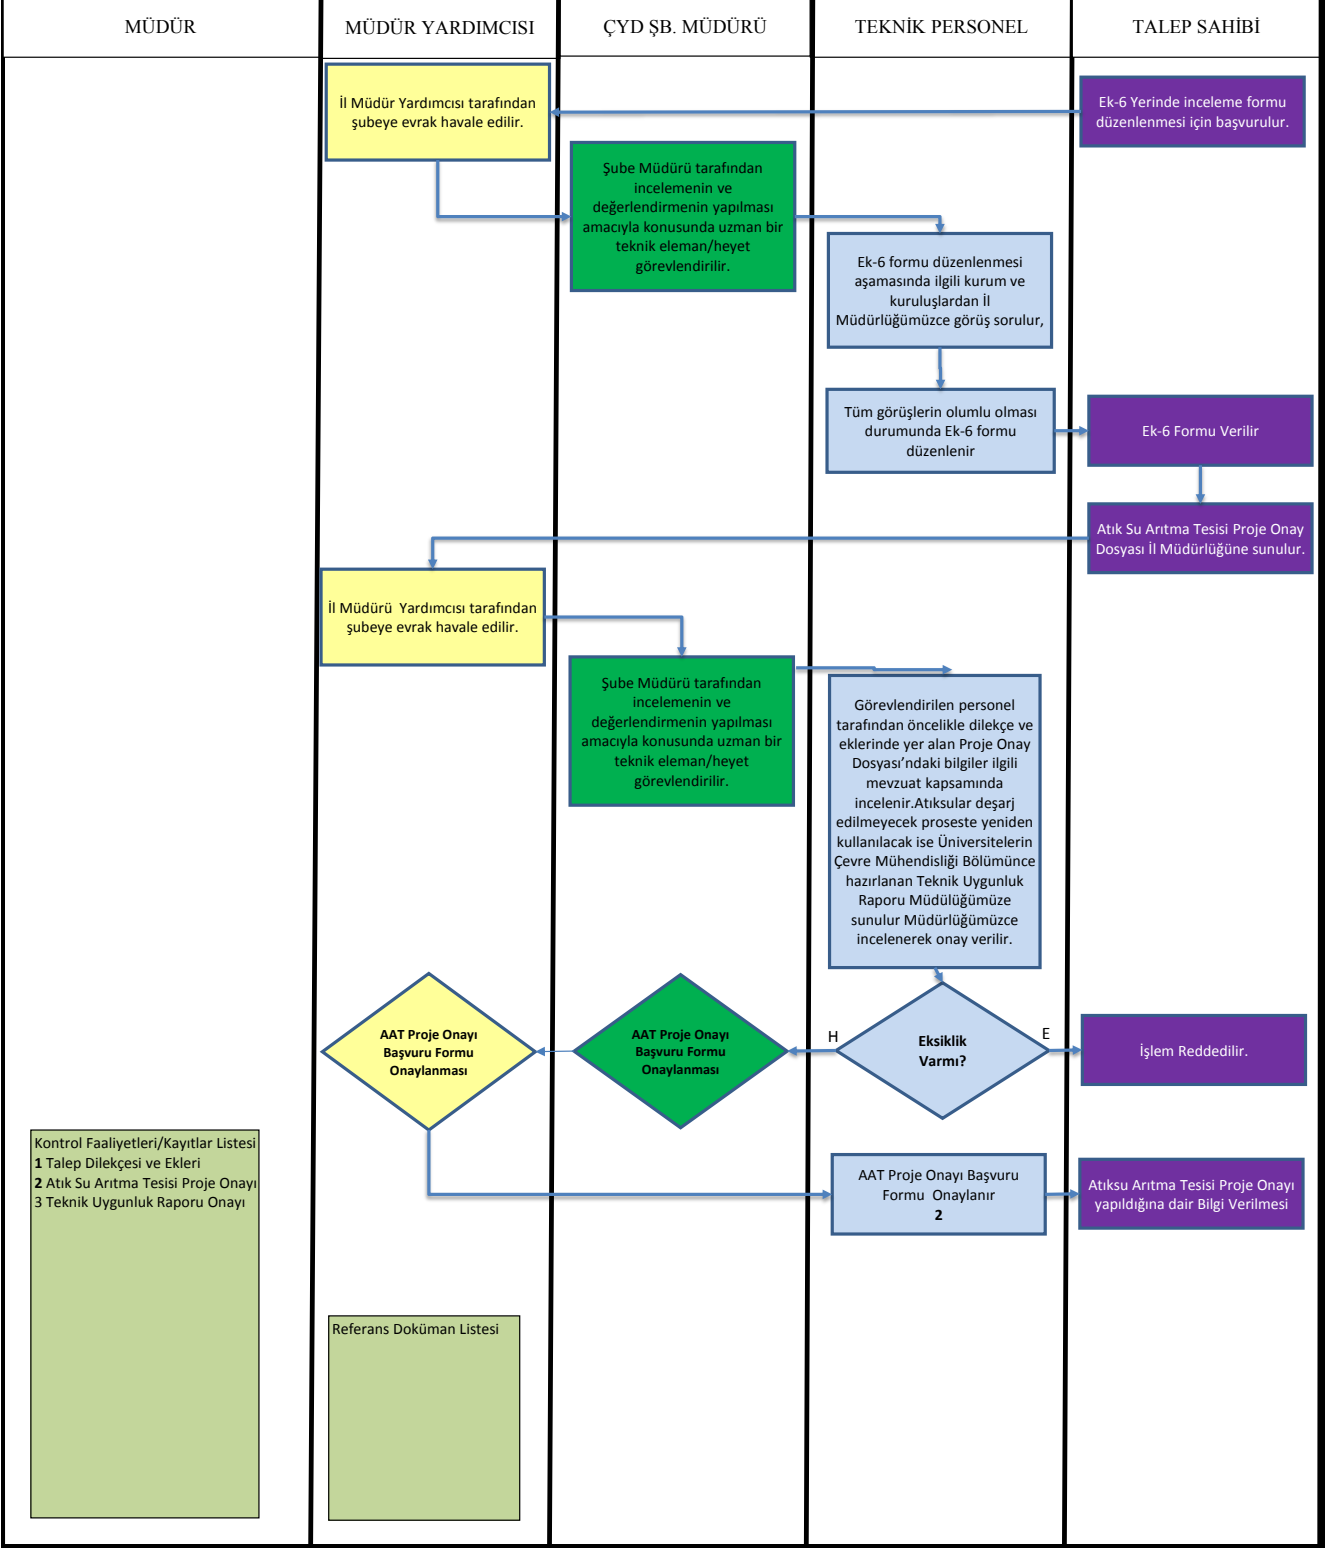 MÜDÜR
MÜDÜR YARDIMCISI
ÇYD ŞB. MÜDÜRÜ
TEKNİK PERSONEL
TALEP SAHİBİ
Ek-6 Yerinde inceleme formu
düzenlenmesi için başvurulur.
İl Müdür Yardımcısı tarafından
şubeye evrak havale edilir.
Şube Müdürü tarafından
incelemenin ve
değerlendirmenin yapılması
amacıyla konusunda uzman bir
teknik eleman/heyet
görevlendirilir.
Ek-6 formu düzenlenmesi
aşamasında ilgili kurum ve
kuruluşlardan İl
Müdürlüğümüzce görüş sorulur,
Tüm görüşlerin olumlu olması
durumunda Ek-6 formu
düzenlenir
Ek-6 Formu Verilir
Atık Su Arıtma Tesisi Proje Onay
Dosyası İl Müdürlüğüne sunulur.
İl Müdürü  Yardımcısı tarafından
şubeye evrak havale edilir.
Şube Müdürü tarafından
incelemenin ve
değerlendirmenin yapılması
amacıyla konusunda uzman bir
teknik eleman/heyet
görevlendirilir.
Görevlendirilen personel
tarafından öncelikle dilekçe ve
eklerinde yer alan Proje Onay
Dosyası’ndaki bilgiler ilgili
mevzuat kapsamında
incelenir.Atıksular deşarj
edilmeyecek proseste yeniden
kullanılacak ise Üniversitelerin
Çevre Mühendisliği Bölümünce
hazırlanan Teknik Uygunluk
Raporu Müdülüğümüze
sunulur Müdürlüğümüzce
incelenerek onay verilir.
Eksiklik
Varmı?
H
E
İşlem Reddedilir.
AAT Proje Onayı
Başvuru Formu
Onaylanması
AAT Proje Onayı
Başvuru Formu
Onaylanması
AAT Proje Onayı Başvuru
Formu  Onaylanır
2
Atıksu Arıtma Tesisi Proje Onayı
yapıldığına dair Bilgi Verilmesi
Kontrol Faaliyetleri/Kayıtlar Listesi
1 Talep Dilekçesi ve Ekleri
2 Atık Su Arıtma Tesisi Proje Onayı
3 Teknik Uygunluk Raporu Onayı
Referans Doküman Listesi